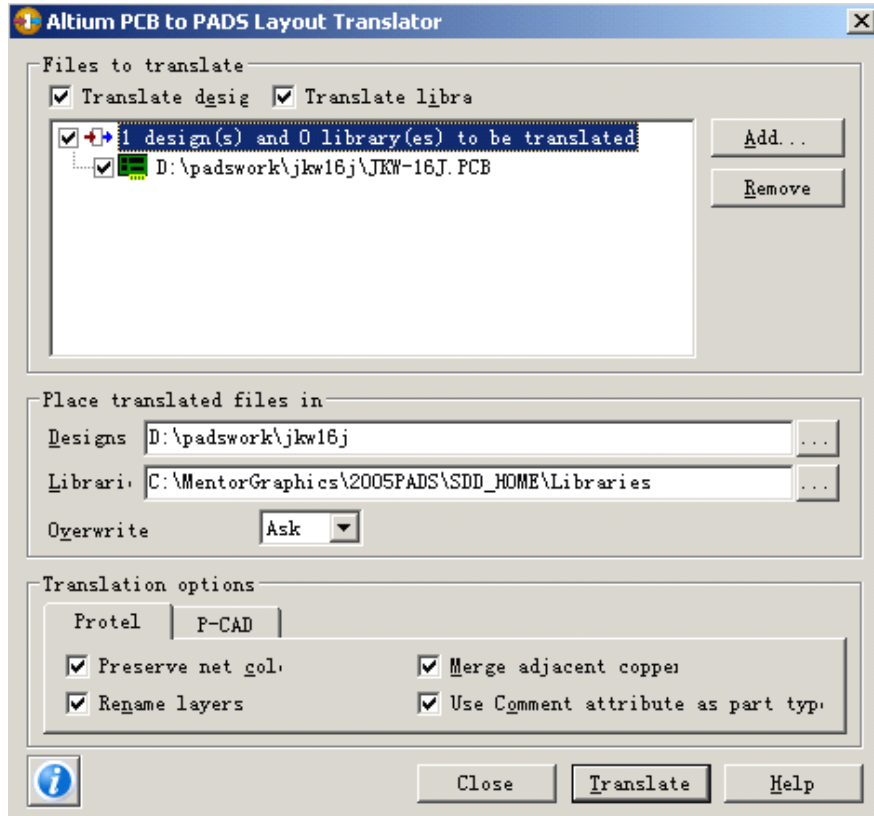 Altium PCB to PADS Layout Translator
Files to translate
Translate desig Translate libra
1 design(s) and 0 library(es) to be translated
Add...
D:\padswork\jkw16j\JKW-16J.PCB
Remove
Place translated files in
Designs D:\padswork\jkw16j ...
Librari C:\MentorGraphics\2005PADS\SDD_HOME\Libraries ...
Overwrite Ask
Translation options
Protel P-CAD
Preserve net col Merge adjacent copper
Rename layers Use Comment attribute as part typ
Close Translate Help